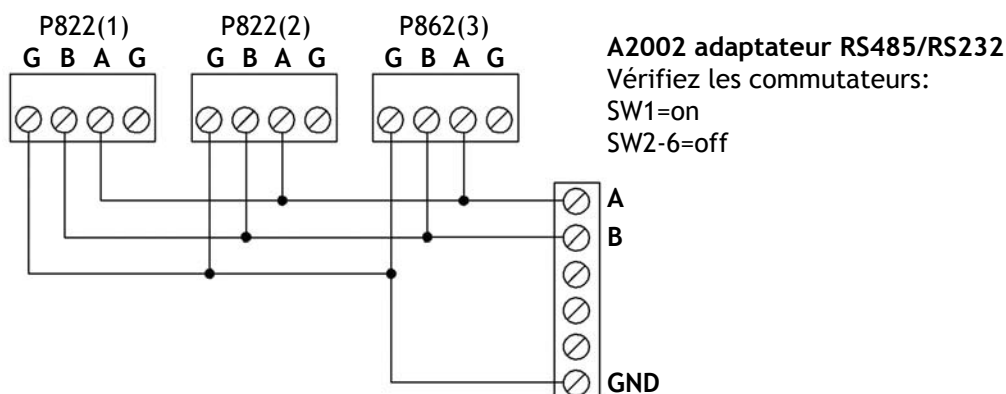 P822(1) P822(2) P862(3)
G B A G G B A G G B A G
A2002 adaptateur RS485/RS232
Vérifiez les commutateurs:
SW1=on
SW2-6=off
A
B
GND